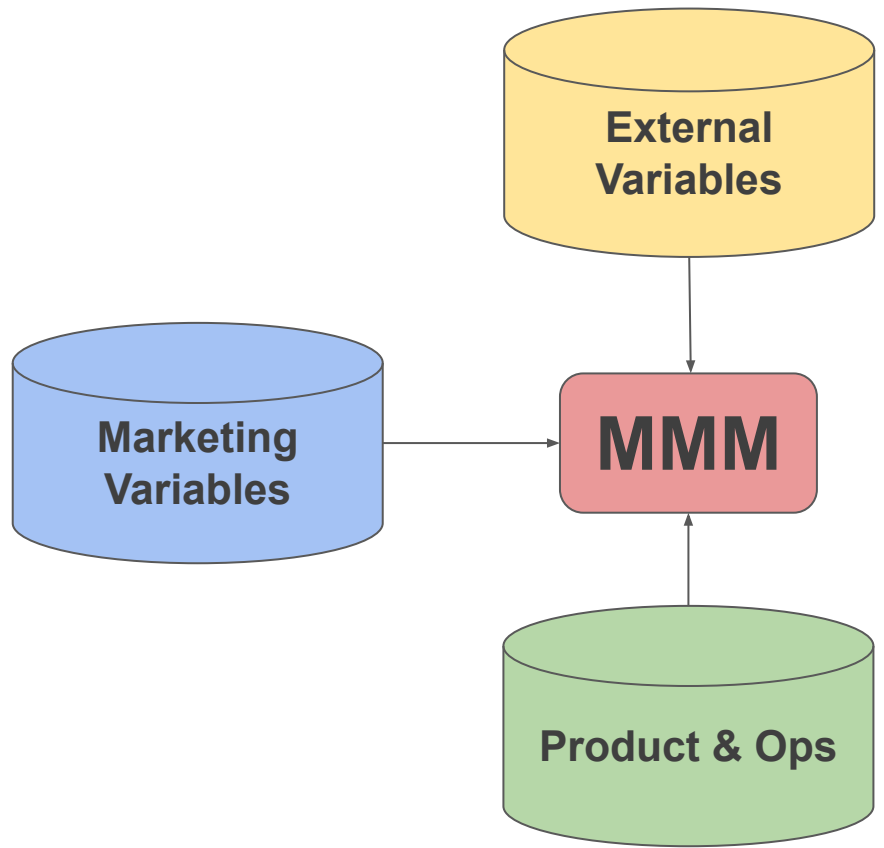 External
Variables
Marketing
Variables
MMM
Product & Ops